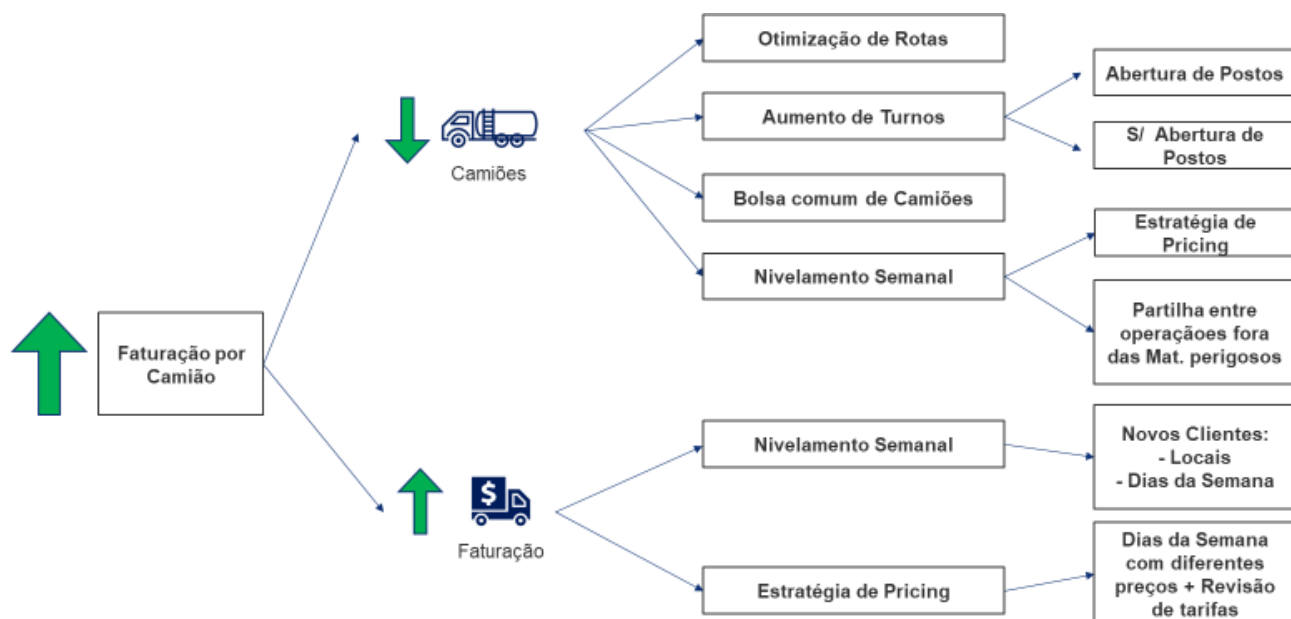 Otimização de Rotas
Abertura de Postos
Aumento de Turnos
S/ Abertura de
Postos
Camiões
Bolsa comum de Camiões
Estratégia de
Pricing
Nivelamento Semanal
Partilha entre
operaçãoes fora
das Mat. perigosos
Faturação por
Camião
Novos Clientes:
- Locais
- Dias da Semana
Nivelamento Semanal
$
Faturação
Dias da Semana
com diferentes
preços + Revisão
de tarifas
Estratégia de Pricing